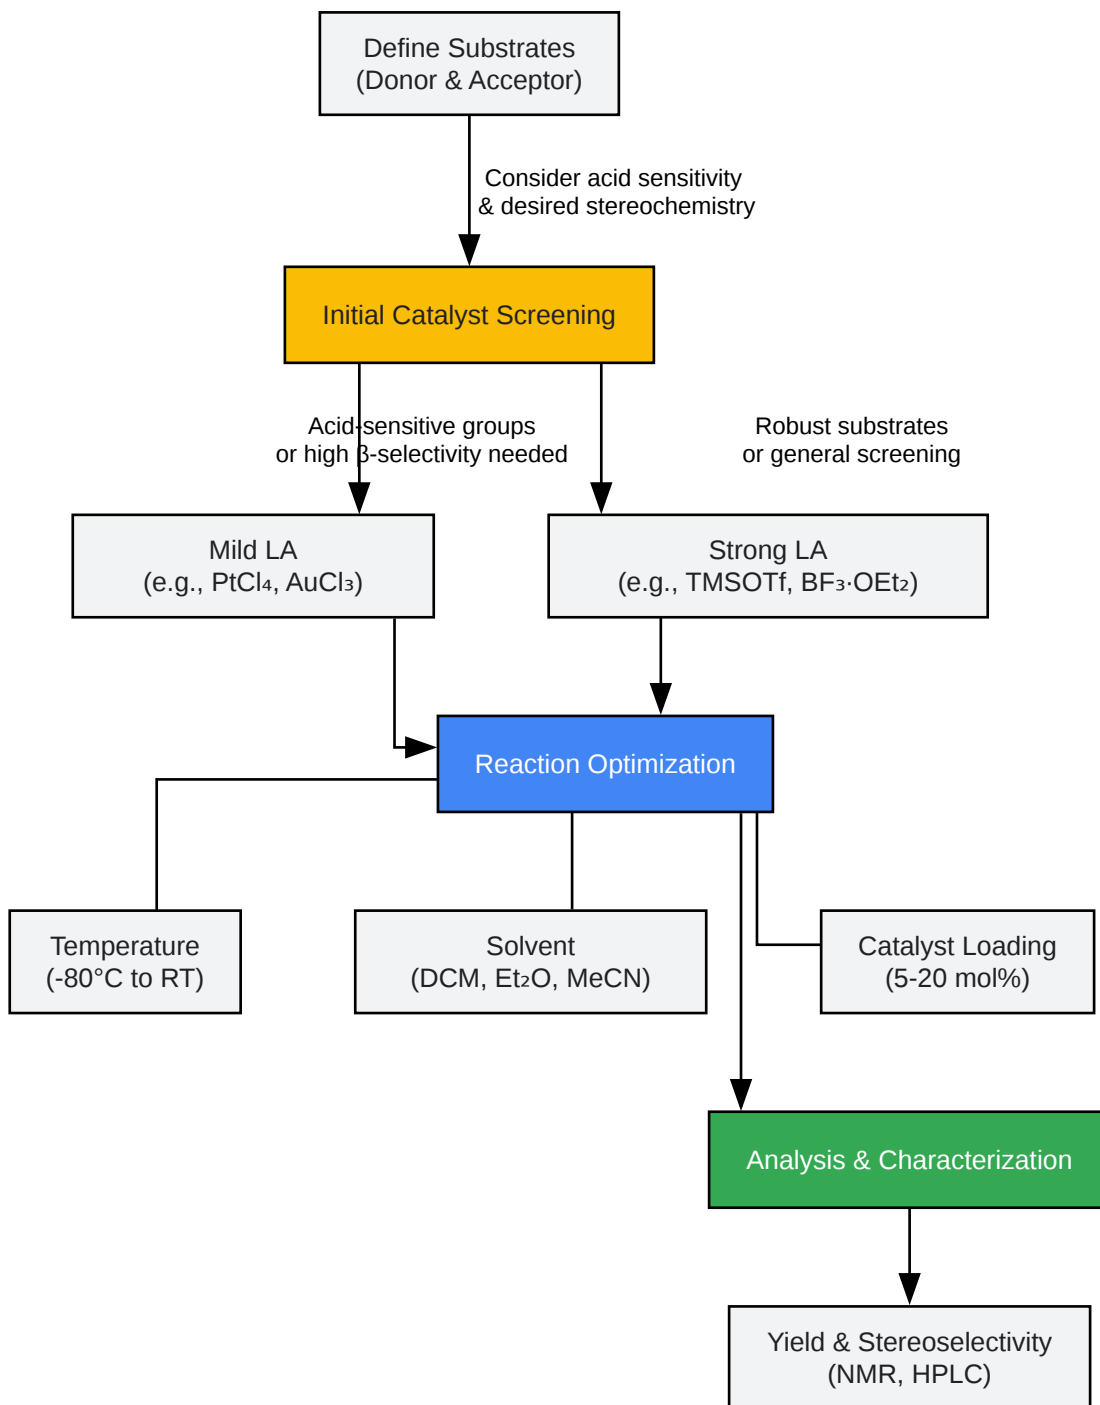 Define Substrates
(Donor & Acceptor)
Consider acid sensitivity
& desired stereochemistry
Initial Catalyst Screening
Acid-sensitive groups
or high β-selectivity needed
Robust substrates
or general screening
Mild LA
(e.g., PtCl₄, AuCl₃)
Strong LA
(e.g., TMSOTf, BF₃·OEt₂)
Reaction Optimization
Temperature
(-80°C to RT)
Solvent
(DCM, Et₂O, MeCN)
Catalyst Loading
(5-20 mol%)
Analysis & Characterization
Yield & Stereoselectivity
(NMR, HPLC)